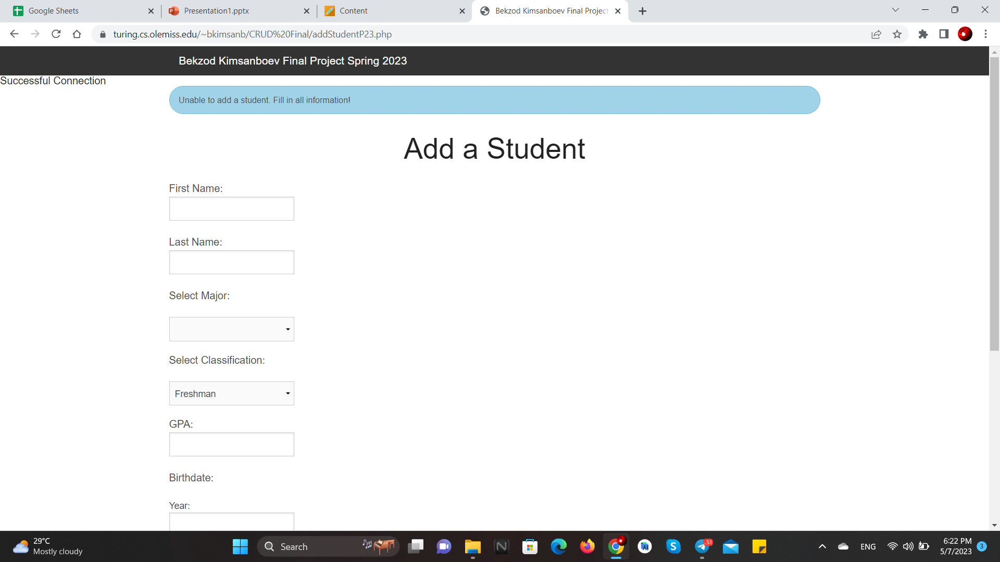 Google Sheets
Presentation1.pptx
Content
Bekzod Kimsanboev Final Project
turing.cs.olemiss.edu/~bkimsanb/CRUD%20Final/addStudentP23.php
Bekzod Kimsanboev Final Project Spring 2023
Successful Connection
Unable to add a student. Fill in all information!
Add a Student
First Name:
Last Name:
Select Major:
Select Classification:
Freshman
GPA:
Birthdate:
Year:
29°C
Mostly cloudy
Search
51
ENG
6:22 PM
5/7/2023
3